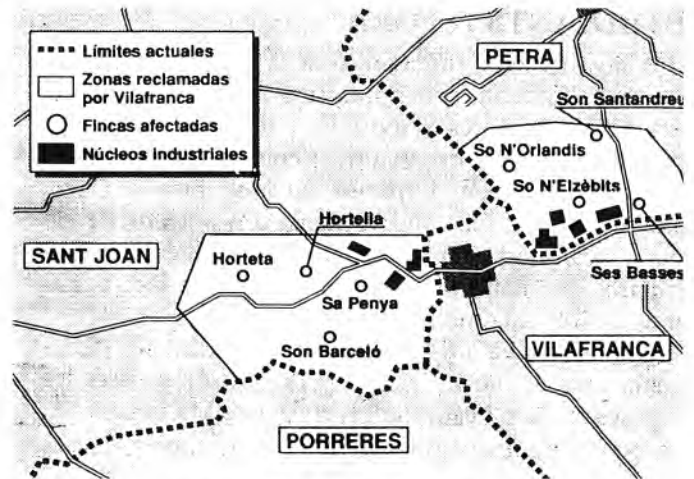 Límites actuales
Zonas reclamadas
por Vilafranca
Fincas afectadas
Núcleos industriales
PETRA
Son Santandreu
So N'Orlandis
So N'Elzèbits
Hortella
SANT JOAN
Horteta
Ses Basses
Sa Penya
Son Barceló
VILAFRANCA
PORRERES